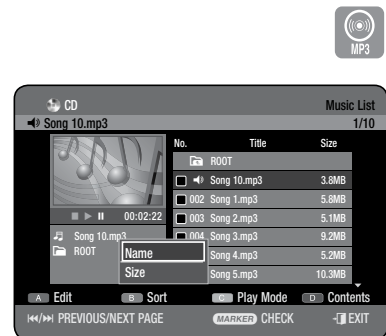 MP3
CD Music List
Song 10.mp3 1/10
No. Title Size
ROOT
Song 10.mp3 3.8MB
002 Song 1.mp3 5.8MB
00:02:22 003 Song 2.mp3 5.1MB
Song 10.mp3 004 Song 3.mp3 9.2MB
ROOT Name Song 4.mp3 5.2MB
Size Song 5.mp3 10.3MB
A Edit B Sort C Play Mode D Contents
PREVIOUS/NEXT PAGE MARKER CHECK EXIT